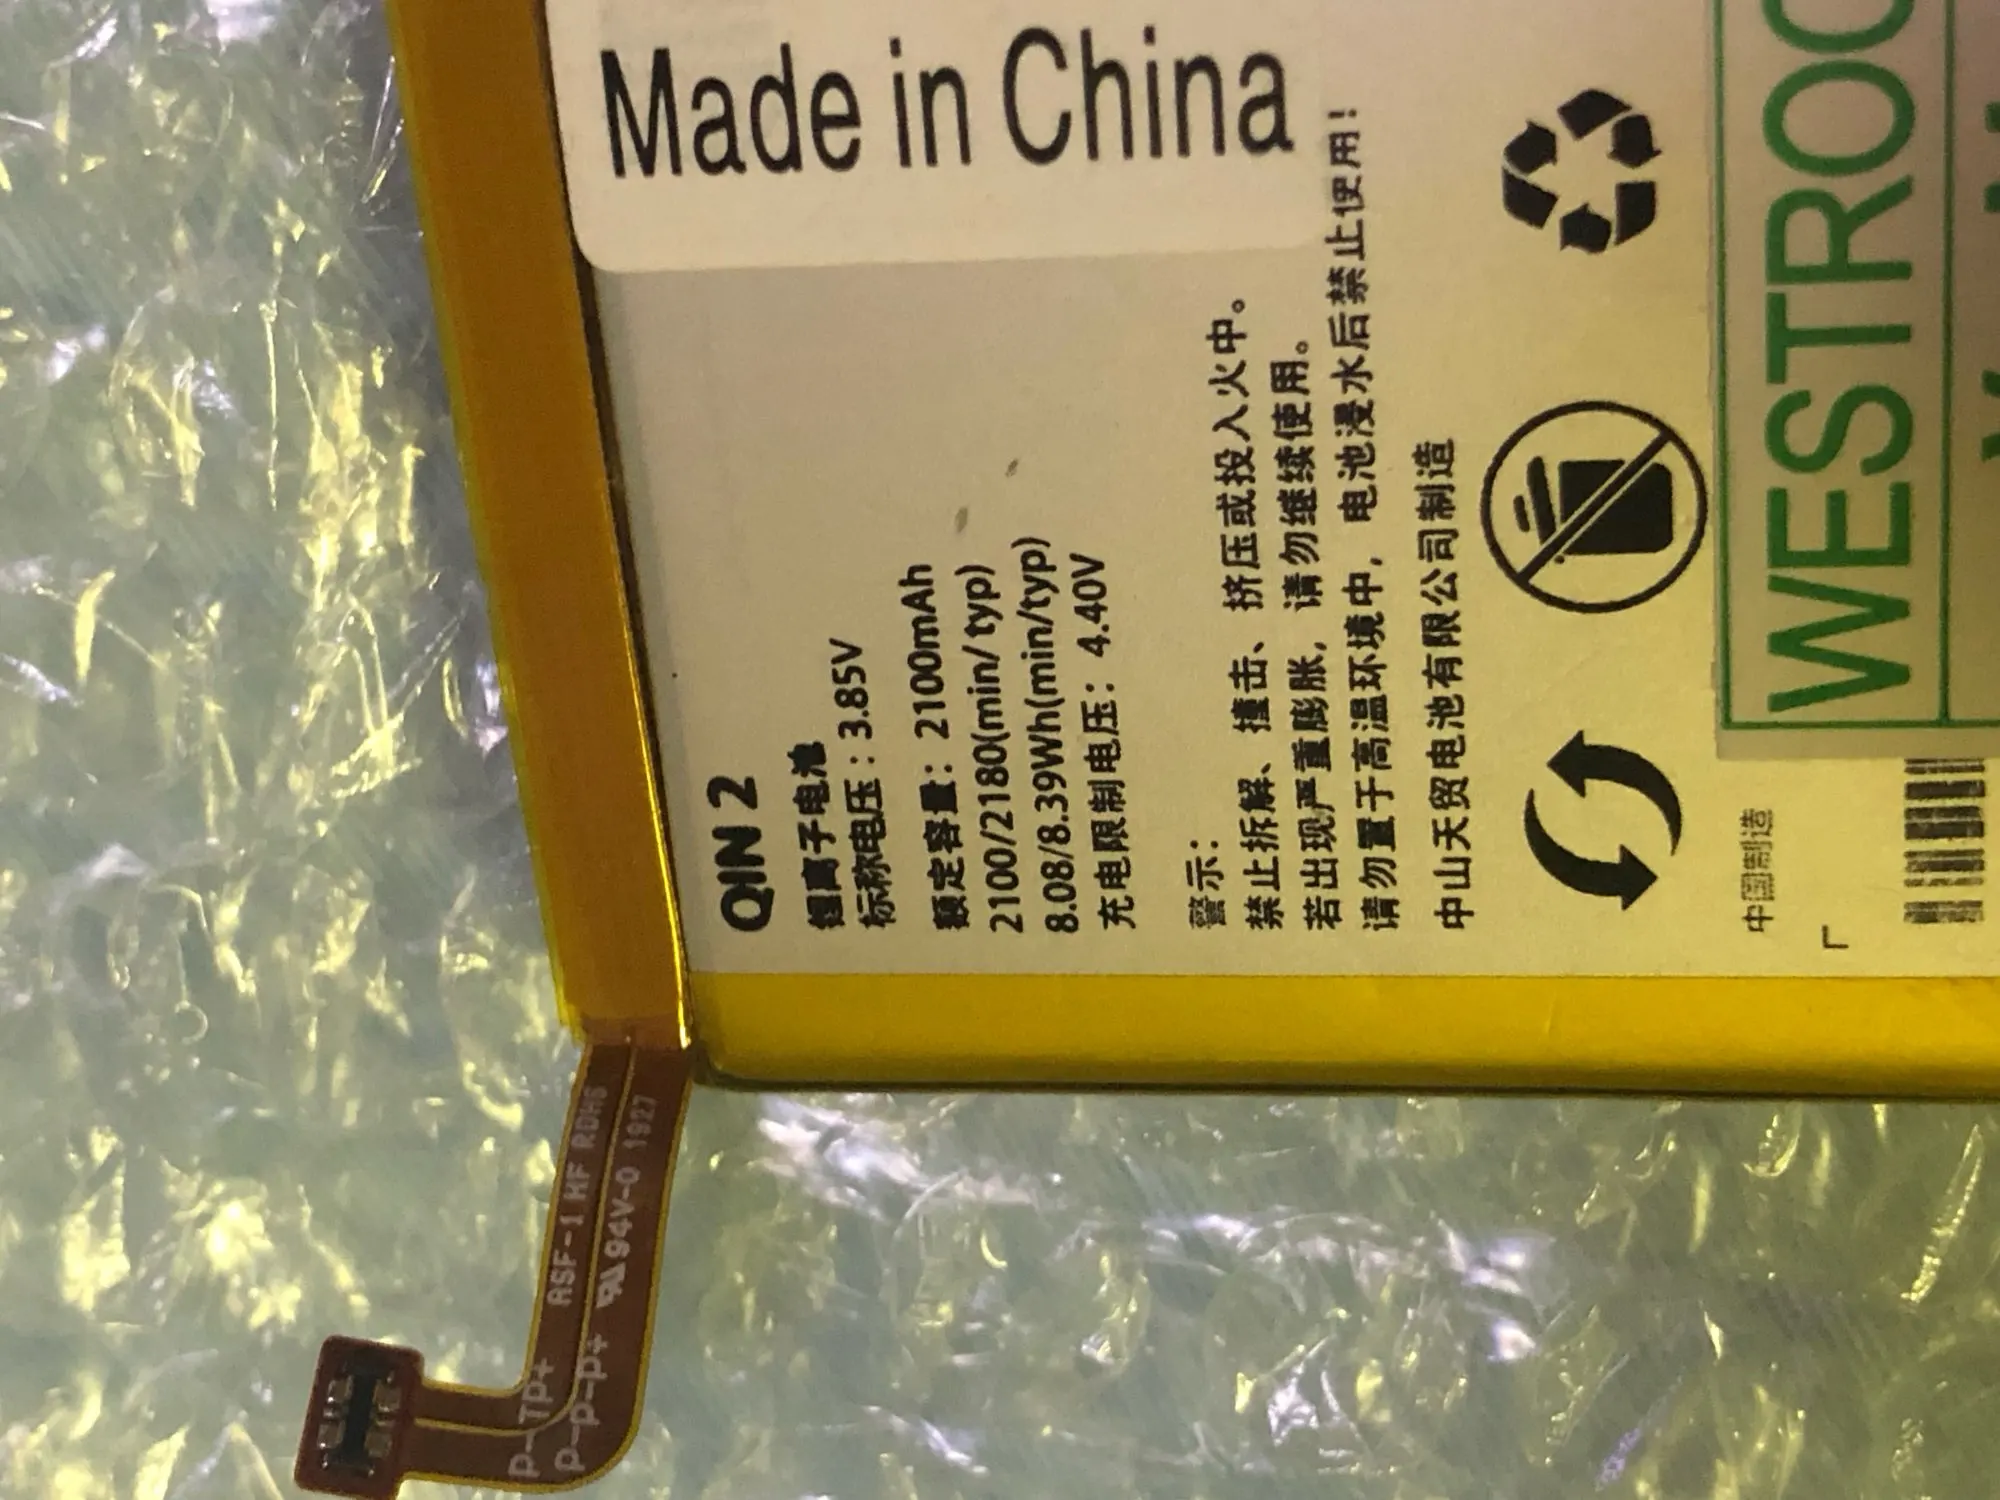 Made in China
QIN 2
锂离子电池
标称电压：3.85V
额定容量：2100mAh
2100/2180(min/typ)
8.08/8.39Wh(min/typ)
充电限制电压：4.40V
警示：
禁止拆解、撞击、挤压或投入火中。
若出现严重膨胀，请勿继续使用。
请勿置于高温环境中，电池浸水后禁止使用！
中山天贸电池有限公司制造
中国制造
WESTROO
ASF-1 HF ROHS
94V-0 1927
P- TP+
P-P-P+